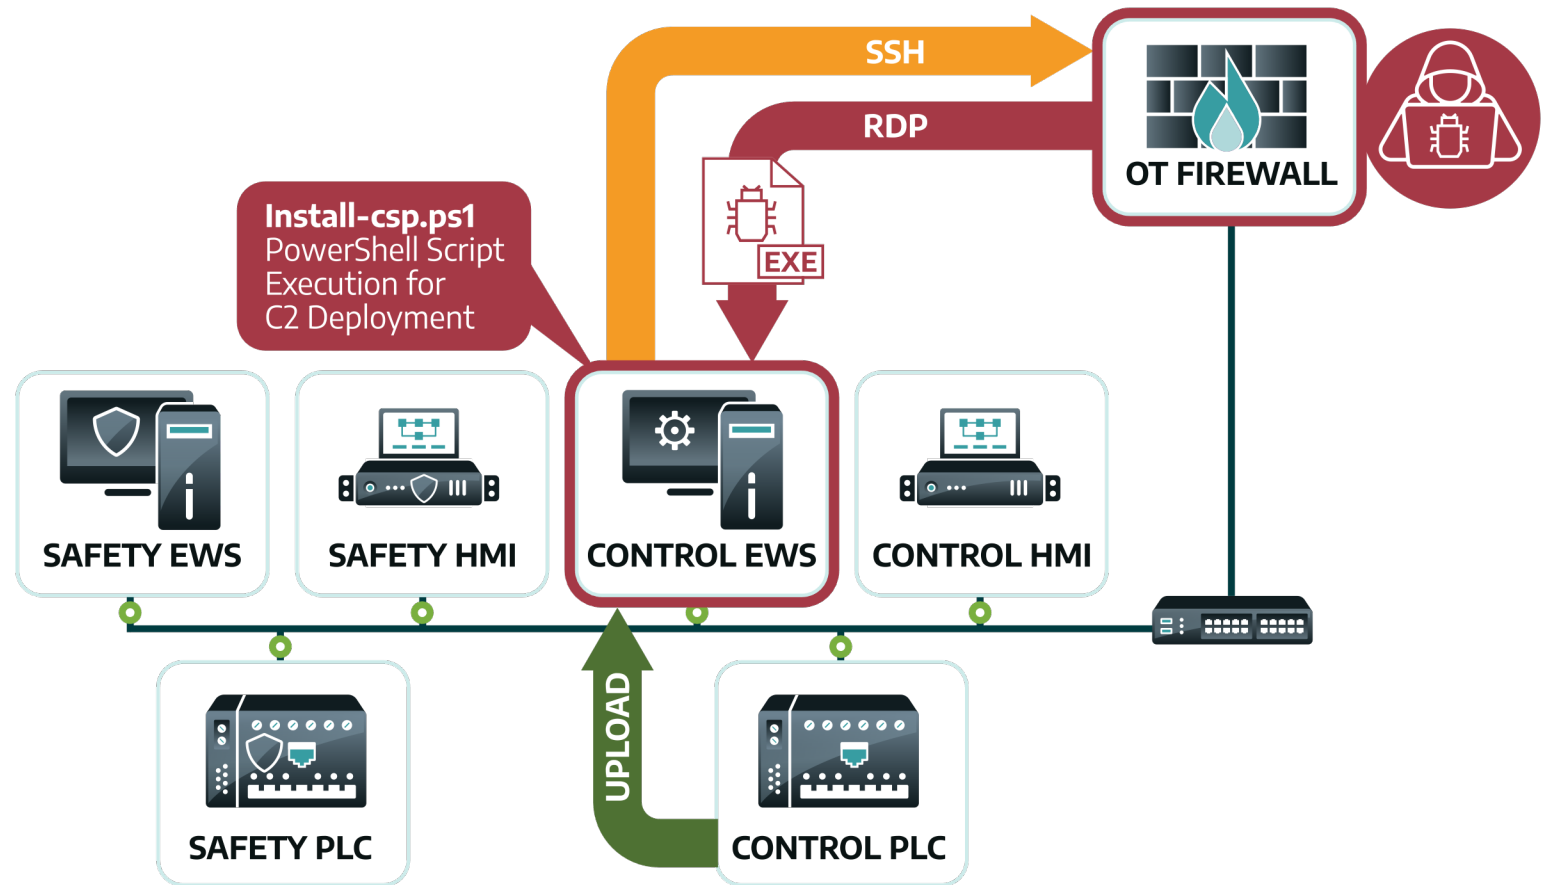 SSH
RDP
OT FIREWALL
Install-csp.ps1
PowerShell Script
Execution for
C2 Deployment
EXE
SAFETY EWS
SAFETY HMI
CONTROL EWS
CONTROL HMI
UPLOAD
SAFETY PLC
CONTROL PLC